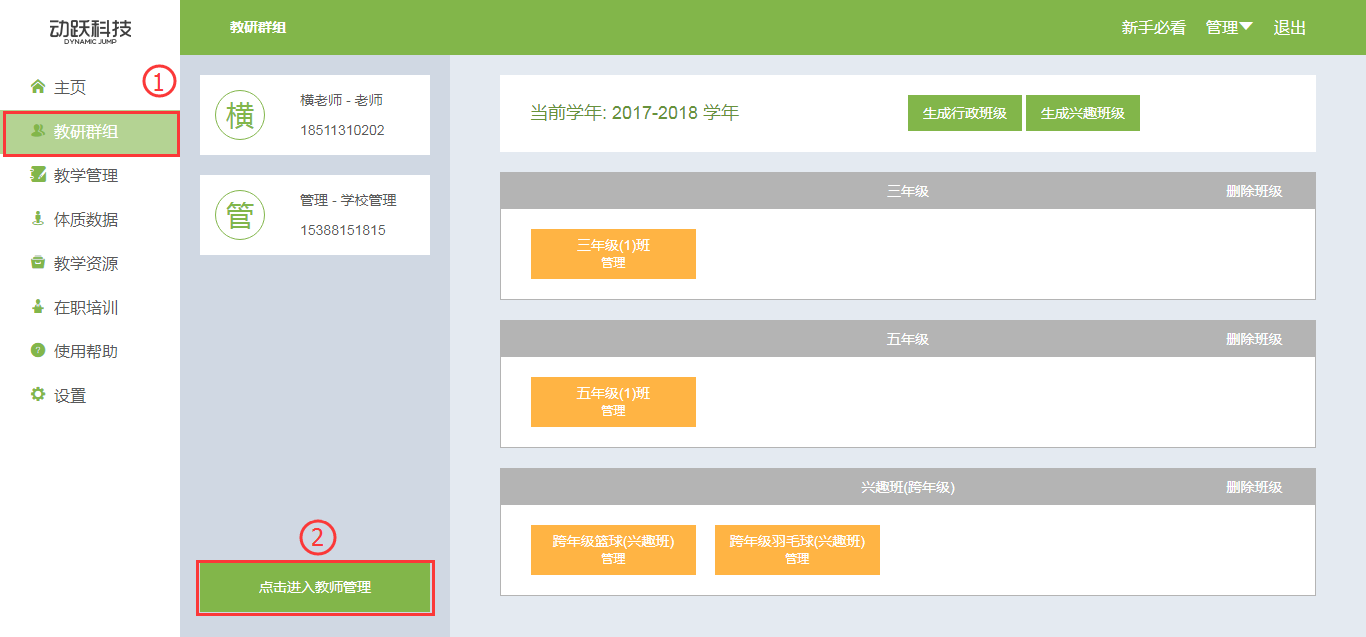 动跃科技
DYNAMIC JUMP
教研群组
新手必看 管理 退出
主页
①
教研群组
教学管理
体质数据
教学资源
在职培训
? 使用帮助
设置
横
横老师 - 老师
18511310202
管
管理 - 学校管理
15388151815
②
点击进入教师管理
当前学年: 2017-2018 学年
生成行政班级
生成兴趣班级
三年级 删除班级
三年级(1)班
管理
五年级 删除班级
五年级(1)班
管理
兴趣班(跨年级) 删除班级
跨年级篮球(兴趣班)
管理
跨年级羽毛球(兴趣班)
管理